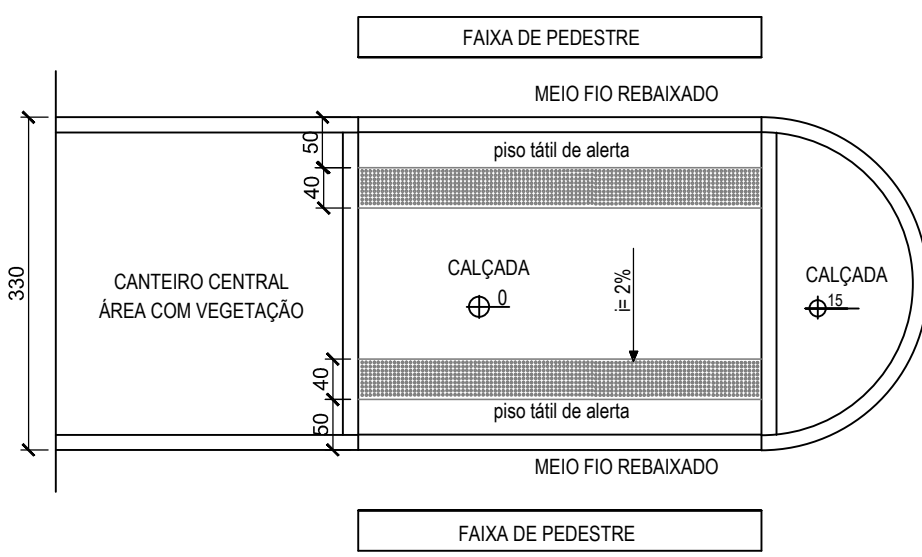 FAIXA DE PEDESTRE
MEIO FIO REBAIXADO
50
piso tátil de alerta
40
330
CANTEIRO CENTRAL
ÁREA COM VEGETAÇÃO
CALÇADA
0
i= 2%
CALÇADA
15
40
50
piso tátil de alerta
MEIO FIO REBAIXADO
FAIXA DE PEDESTRE